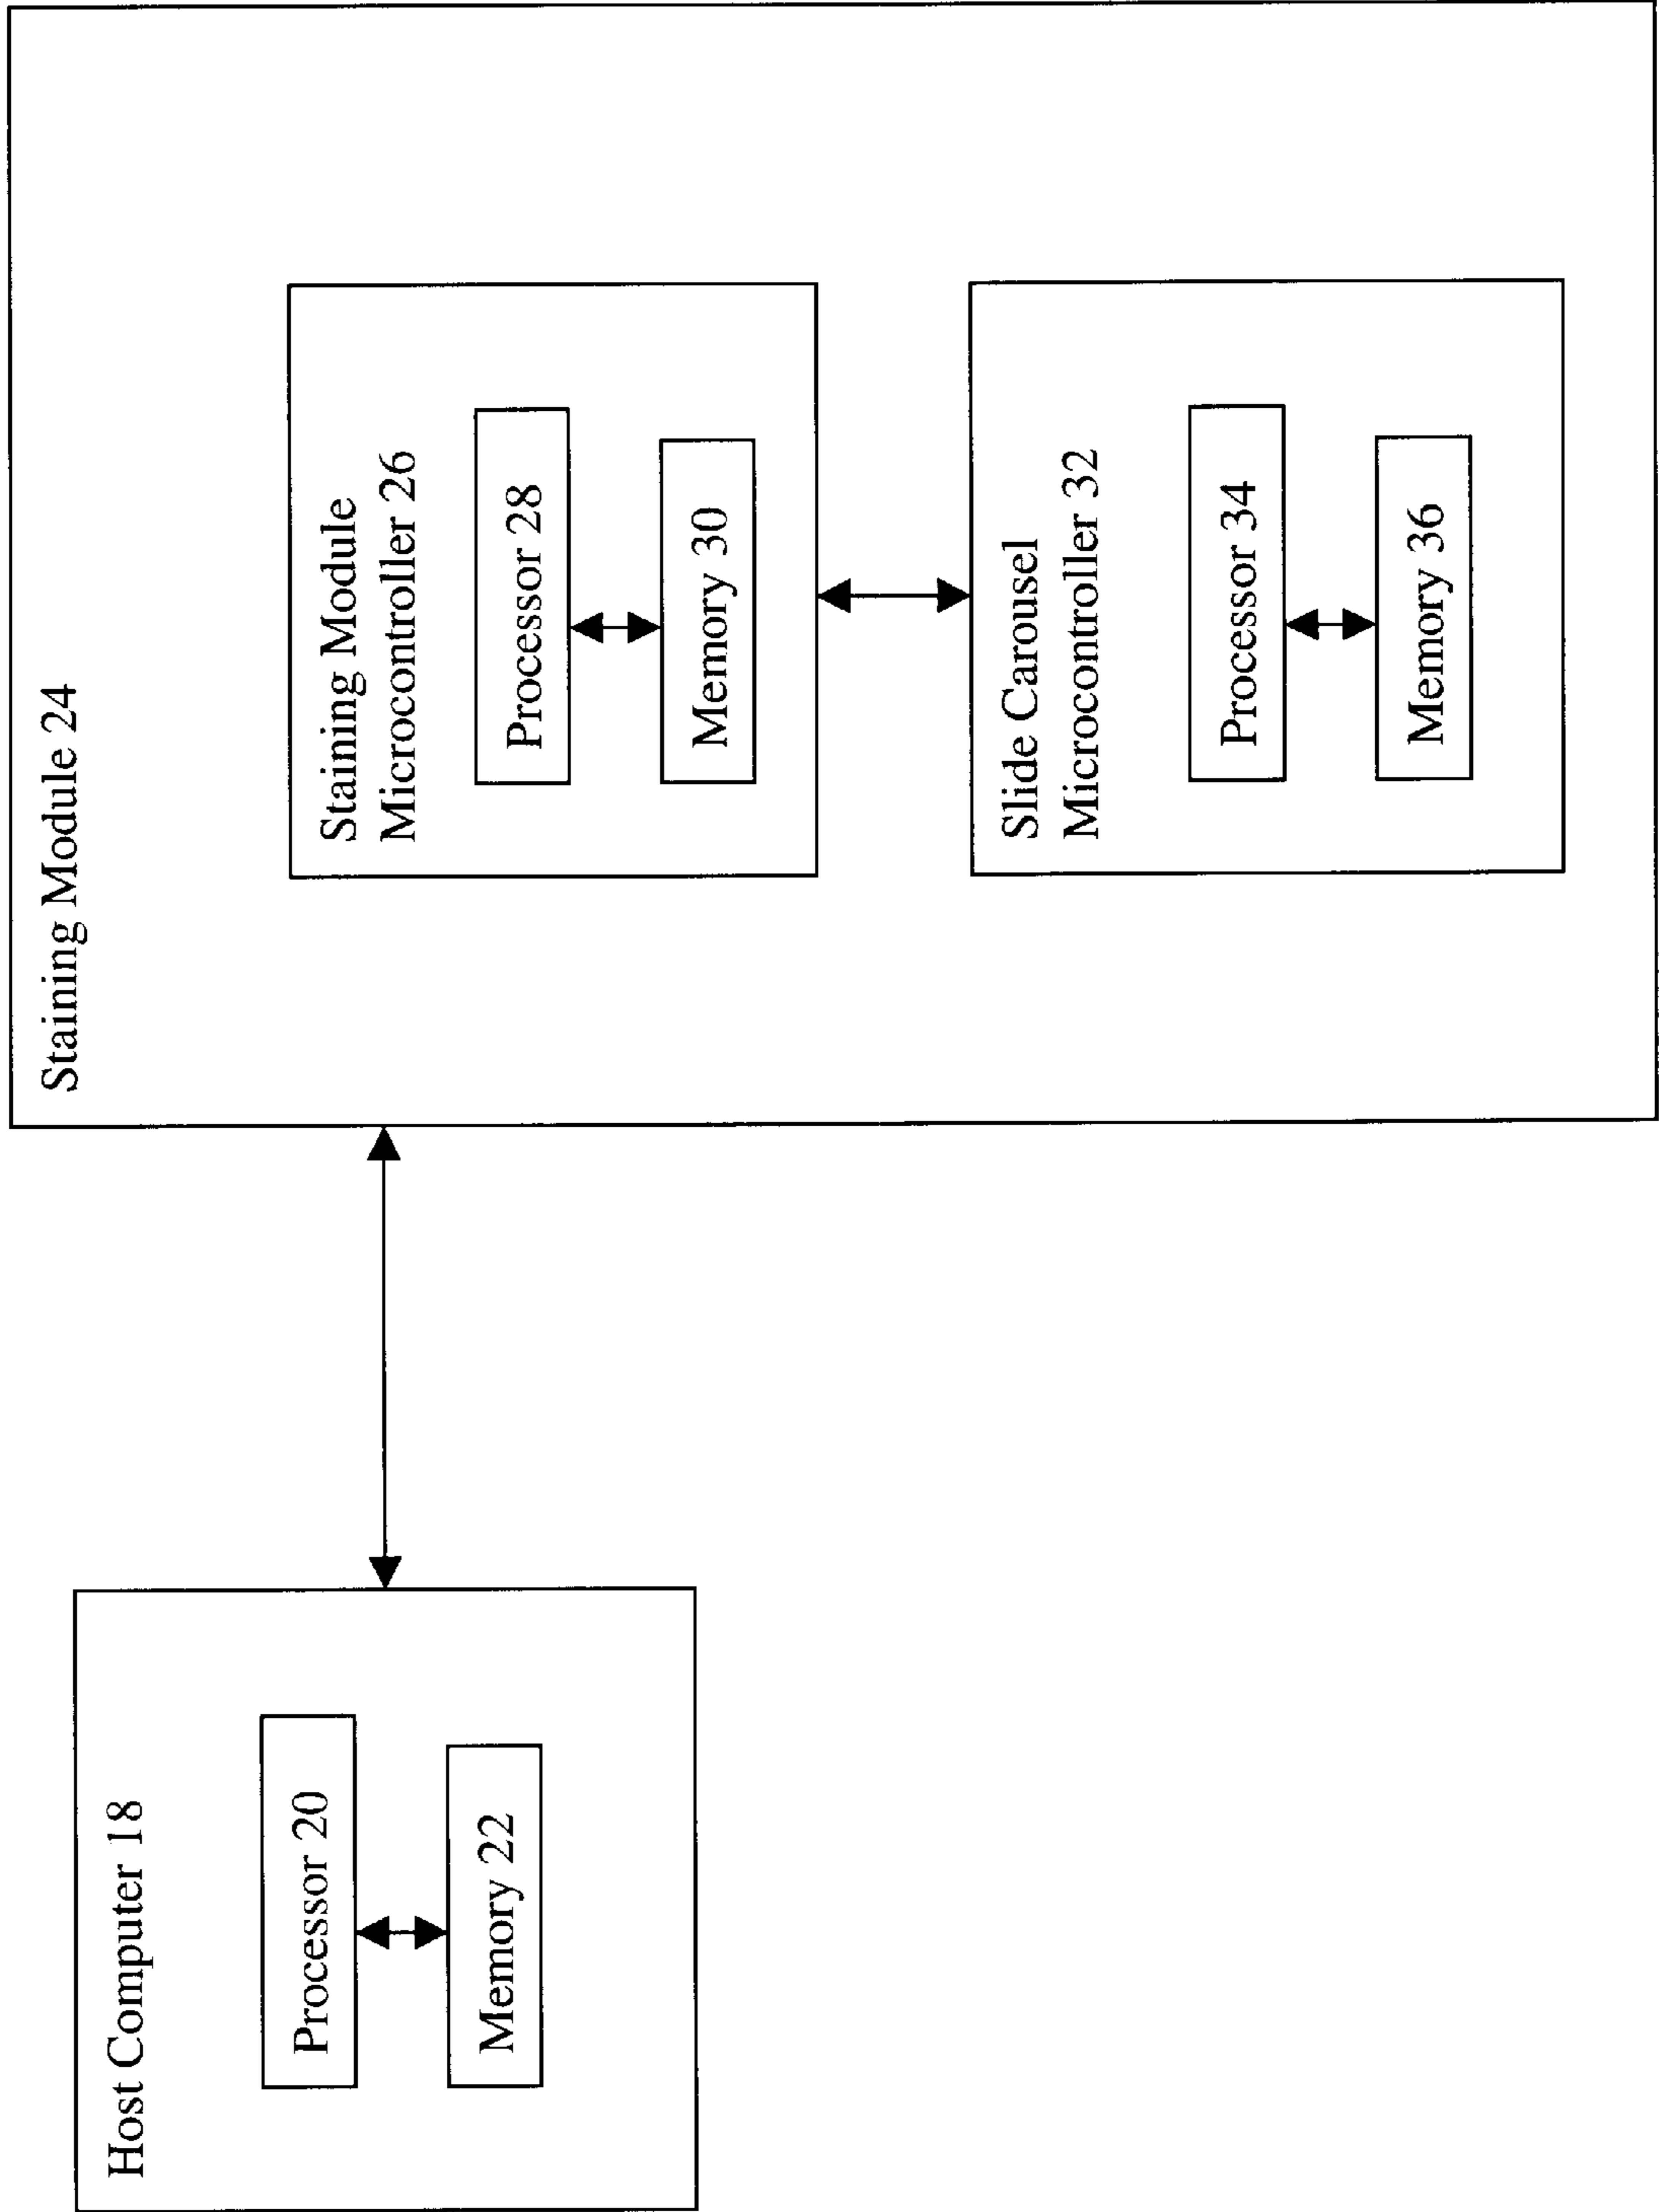 Host Computer 18
Processor 20
Memory 22
Staining Module 24
Staining Module
Microcontroller 26
Processor 28
Memory 30
Slide Carousel
Microcontroller 32
Processor 34
Memory 36